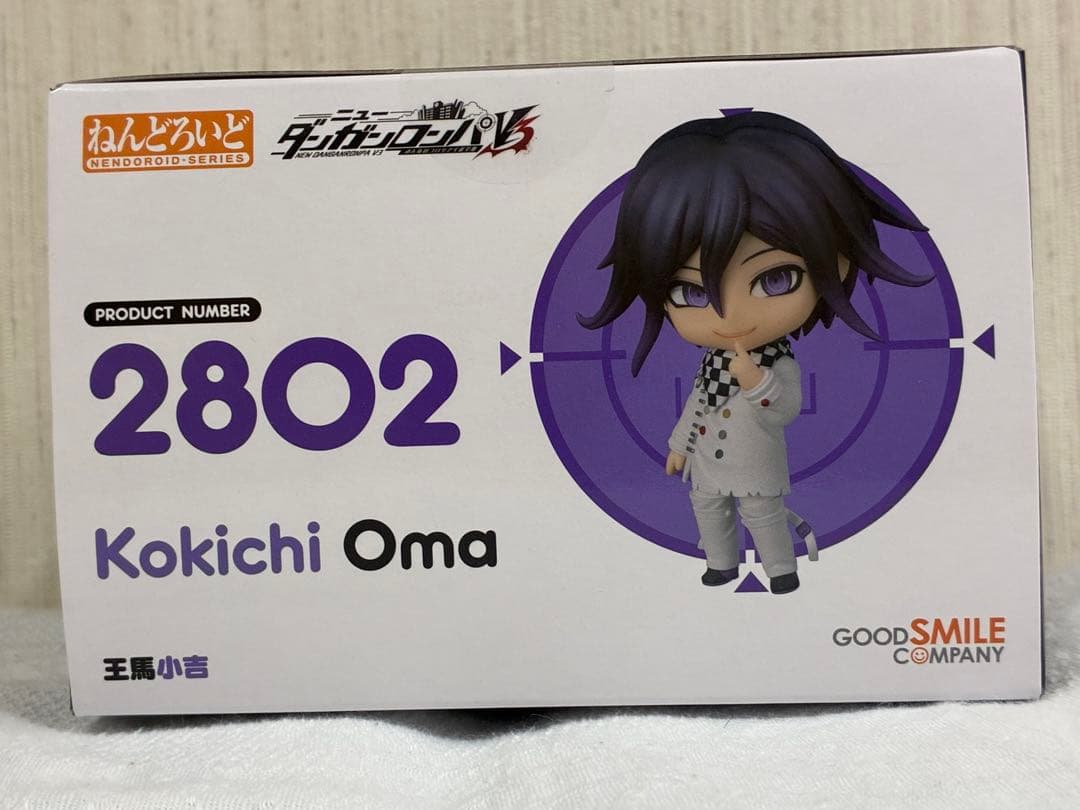 ねんどろいど
NENDOROID・SERIES
ニュー
ダンガンロンパV3
NEW DANGANRONPA V3
PRODUCT NUMBER
2802
Kokichi Oma
王馬小吉
GOOD SMILE
COMPANY